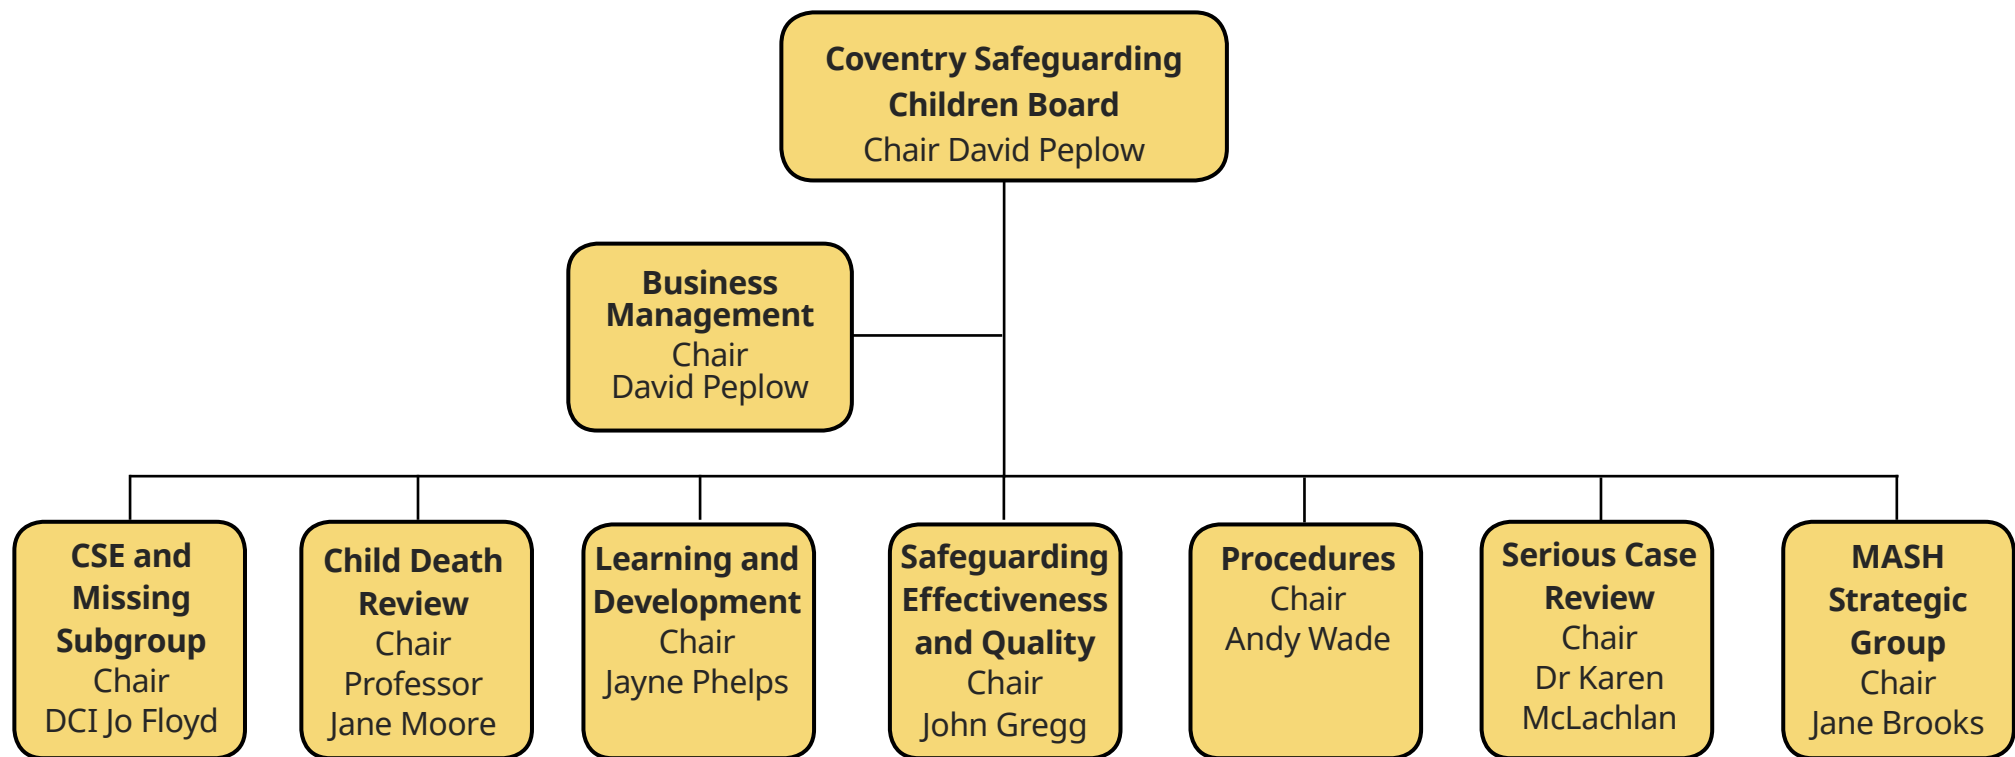 Coventry Safeguarding
Children Board
Chair David Peplow
Business
Management
Chair
David Peplow
CSE and
Missing
Subgroup
Chair
DCI Jo Floyd
Child Death
Review
Chair
Professor
Jane Moore
Learning and
Development
Chair
Jayne Phelps
Safeguarding
Effectiveness
and Quality
Chair
John Gregg
Procedures
Chair
Andy Wade
Serious Case
Review
Chair
Dr Karen
McLachlan
MASH
Strategic
Group
Chair
Jane Brooks